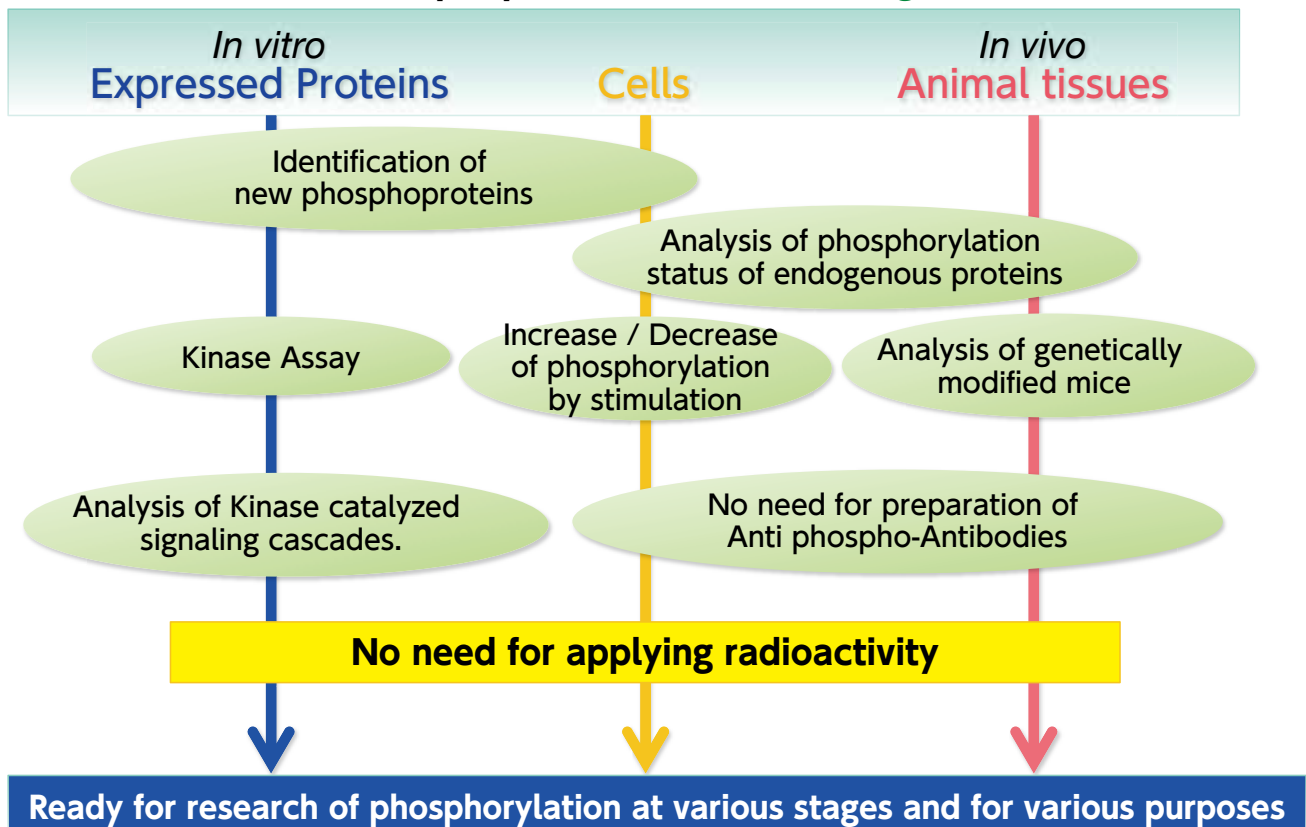 In vitro
Expressed Proteins
Cells
In vivo
Animal tissues
Identification of
new phosphoproteins
Analysis of phosphorylation
status of endogenous proteins
Kinase Assay
Increase / Decrease
of phosphorylation
by stimulation
Analysis of genetically
modified mice
Analysis of Kinase catalyzed
signaling cascades.
No need for preparation of
Anti phospho-Antibodies
No need for applying radioactivity
Ready for research of phosphorylation at various stages and for various purposes